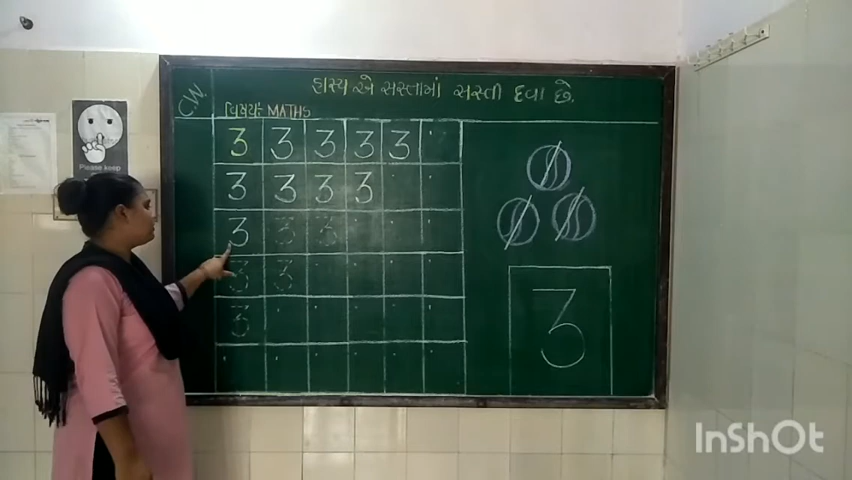 હાસ્ય એ સસ્તામાં સસ્તી દવા છે.
C.W.
વિષય:- MATHS
3 3 3 3 3
3 3 3 3
3 3 3
3 3
3
3
Please keep
InShOt